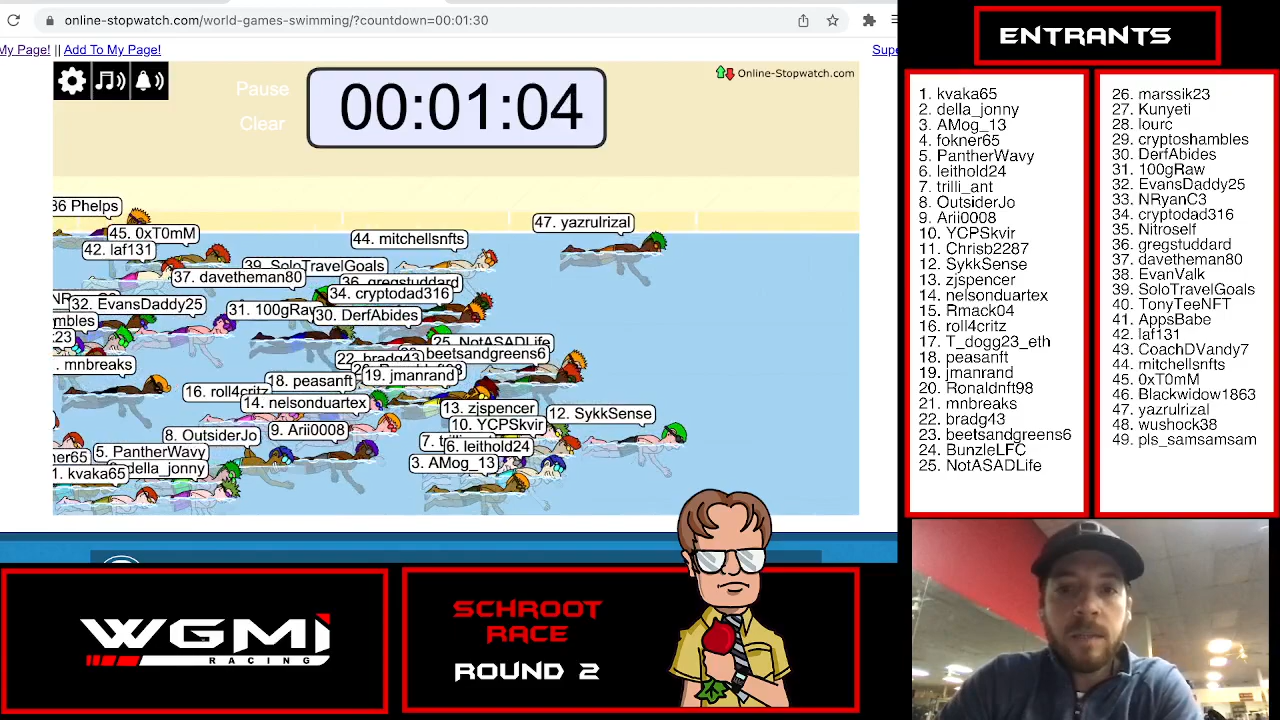 online-stopwatch.com/world-games-swimming/?countdown=00:01:30
My Page! || Add To My Page!
Pause
Clear
00:01:04
Online-Stopwatch.com
66 Phelps
45. 0xT0mM
42. laf131
44. mitchellsnfts
47. yazrulrizal
39. SoloTravelGoals
37. davetheman80
36. gregstuddard
34. cryptodad316
32. EvansDaddy25
31. 100gRaw
30. DerfAbides
25. NotASADLife
22. bradg43
beetsandgreens6
mnbreaks
19. jmanrand
18. peasanft
16. roll4critz
14. nelsonduartex
13. zjspencer
12. SykkSense
10. YCPSkvir
9. Arii0008
8. OutsiderJo
6. leithold24
5. PantherWavy
3. AMog_13
della_jonny
1. kvaka65
ENTRANTS
1. kvaka65
2. della_jonny
3. AMog_13
4. fokner65
5. PantherWavy
6. leithold24
7. trilli_ant
8. OutsiderJo
9. Arii0008
10. YCPSkvir
11. Chrisb2287
12. SykkSense
13. zjspencer
14. nelsonduartex
15. Rmack04
16. roll4critz
17. T_dogg23_eth
18. peasanft
19. jmanrand
20. Ronaldnft98
21. mnbreaks
22. bradg43
23. beetsandgreens6
24. BunzleLFC
25. NotASADLife
26. marssik23
27. Kunyeti
28. lourc
29. cryptoshambles
30. DerfAbides
31. 100gRaw
32. EvansDaddy25
33. NRyanC3
34. cryptodad316
35. Nitroself
36. gregstuddard
37. davetheman80
38. EvanValk
39. SoloTravelGoals
40. TonyTeeNFT
41. AppsBabe
42. laf131
43. CoachDVandy7
44. mitchellsnfts
45. 0xT0mM
46. Blackwidow1863
47. yazrulrizal
48. wushock38
49. pls_samsamsam
WGMI
RACING
SCHROOT
RACE
ROUND 2